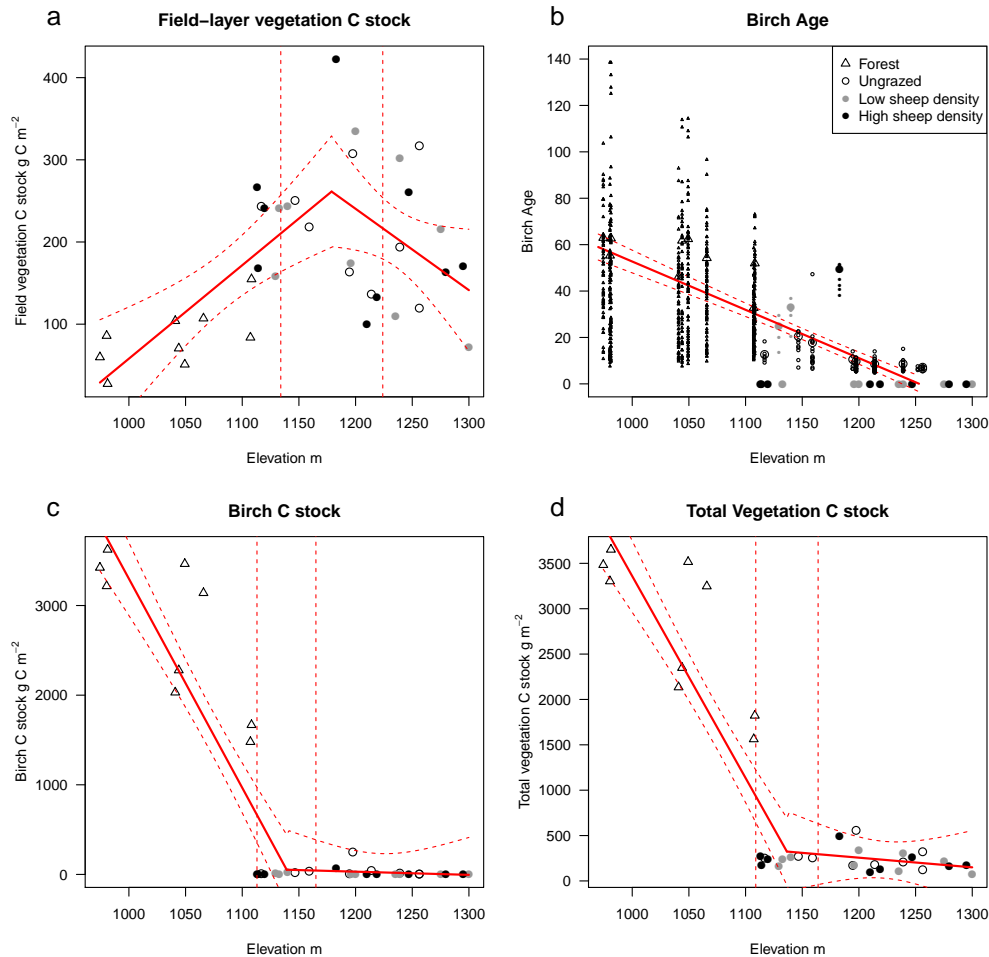 a
Field−layer vegetation C stock
Field vegetation C stock g C m−2
400
300
200
100
1000 1050 1100 1150 1200 1250 1300
Elevation m
b
Birch Age
Birch Age
140
120
100
80
60
40
20
0
Forest
Ungrazed
Low sheep density
High sheep density
1000 1050 1100 1150 1200 1250 1300
Elevation m
c
Birch C stock
Birch C stock g C m−2
3000
2000
1000
0
1000 1050 1100 1150 1200 1250 1300
Elevation m
d
Total Vegetation C stock
Total vegetation C stock g m−2
3500
3000
2500
2000
1500
1000
500
0
1000 1050 1100 1150 1200 1250 1300
Elevation m